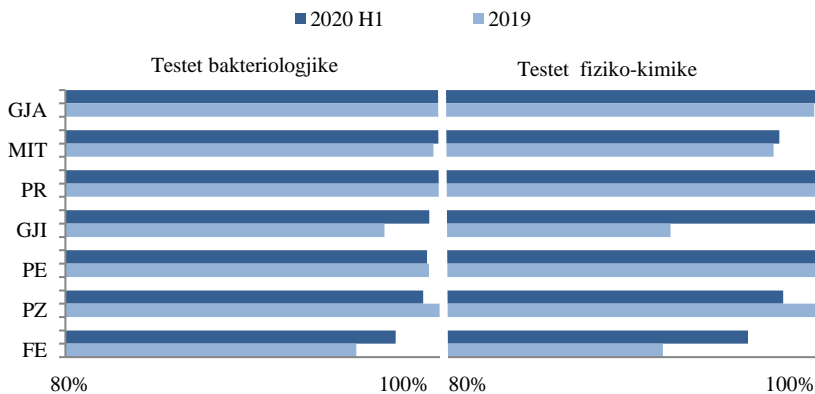 2020 H1 2019
Testet bakteriologjike Testet fiziko-kimike
GJA
MIT
PR
GJI
PE
PZ
FE
80% 100% 80% 100%